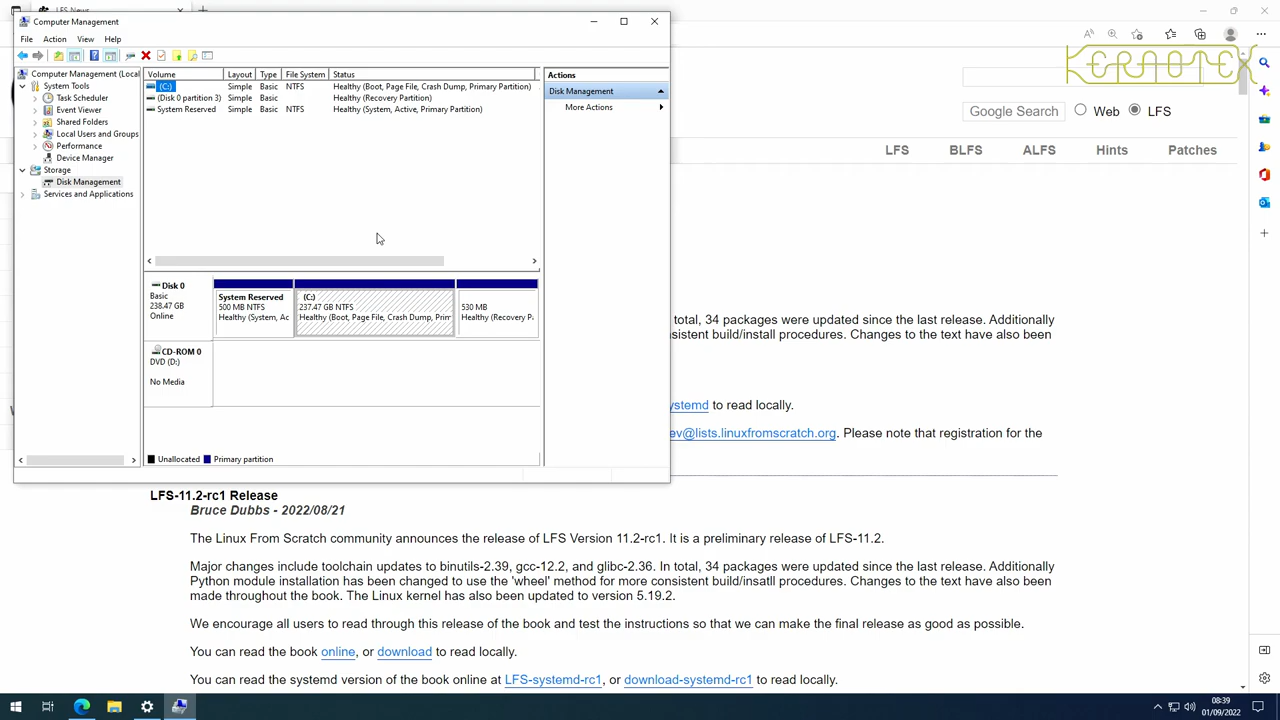 LFS News
Computer Management
File Action View Help
Computer Management (Local
System Tools
Task Scheduler
Event Viewer
Shared Folders
Local Users and Groups
Performance
Device Manager
Storage
Disk Management
Services and Applications
Volume Layout Type File System Status
(C:) Simple Basic NTFS Healthy (Boot, Page File, Crash Dump, Primary Partition)
(Disk 0 partition 3) Simple Basic Healthy (Recovery Partition)
System Reserved Simple Basic NTFS Healthy (System, Active, Primary Partition)
Actions
Disk Management
More Actions
Disk 0
Basic
238.47 GB
Online
System Reserved
500 MB NTFS
Healthy (System, Ac
(C:)
237.47 GB NTFS
Healthy (Boot, Page File, Crash Dump, Prim
530 MB
Healthy (Recovery P
CD-ROM 0
DVD (D:)
No Media
Unallocated Primary partition
KERNOTEX
Google Search Web LFS
LFS BLFS ALFS Hints Patches
total, 34 packages were updated since the last release. Additionally
sistent build/install procedures. Changes to the text have also been
ystemd to read locally.
ev@lists.linuxfromscratch.org. Please note that registration for the
LFS-11.2-rc1 Release
Bruce Dubbs - 2022/08/21
The Linux From Scratch community announces the release of LFS Version 11.2-rc1. It is a preliminary release of LFS-11.2.
Major changes include toolchain updates to binutils-2.39, gcc-12.2, and glibc-2.36. In total, 34 packages were updated since the last release. Additionally
Python module installation has been changed to use the 'wheel' method for more consistent build/insatll procedures. Changes to the text have also been
made throughout the book. The Linux kernel has also been updated to version 5.19.2.
We encourage all users to read through this release of the book and test the instructions so that we can make the final release as good as possible.
You can read the book online, or download to read locally.
You can read the systemd version of the book online at LFS-systemd-rc1, or download-systemd-rc1 to read locally.
08:39
01/09/2022